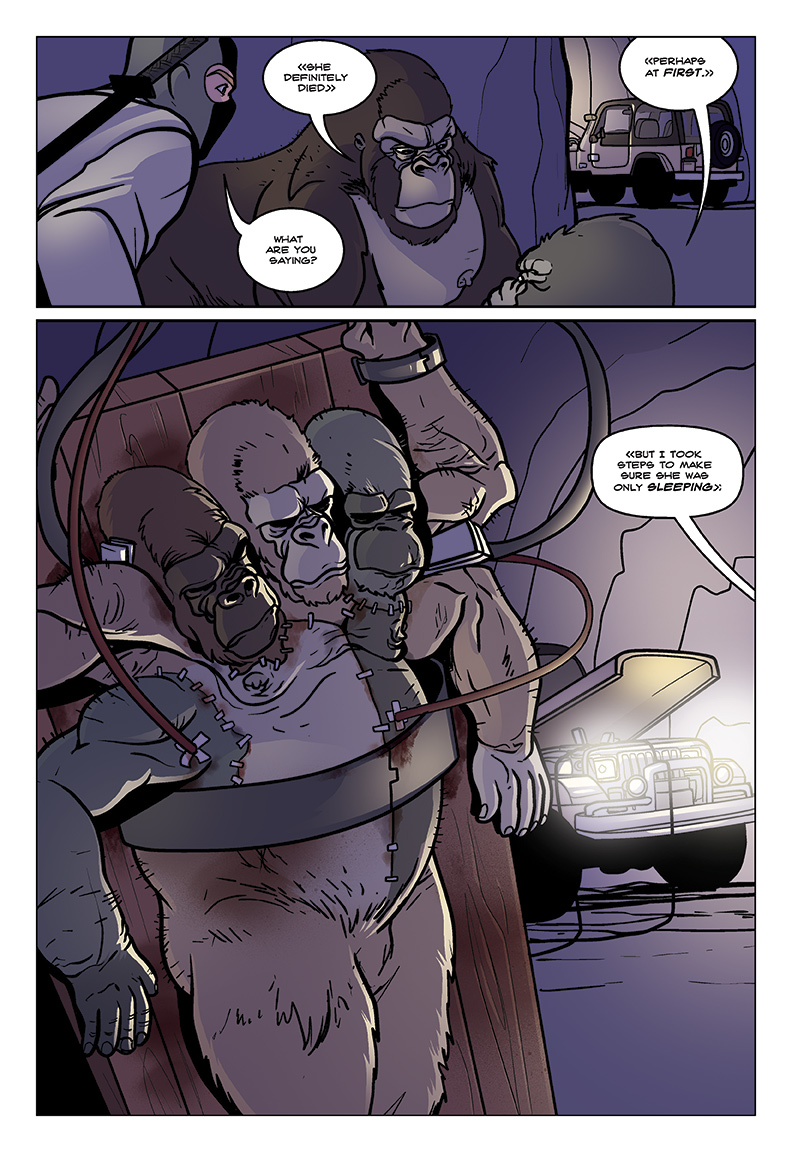 «SHE
DEFINITELY
DIED.»
WHAT
ARE YOU
SAYING?
«PERHAPS
AT FIRST.»
«BUT I TOOK
STEPS TO MAKE
SURE SHE WAS
ONLY SLEEPING».